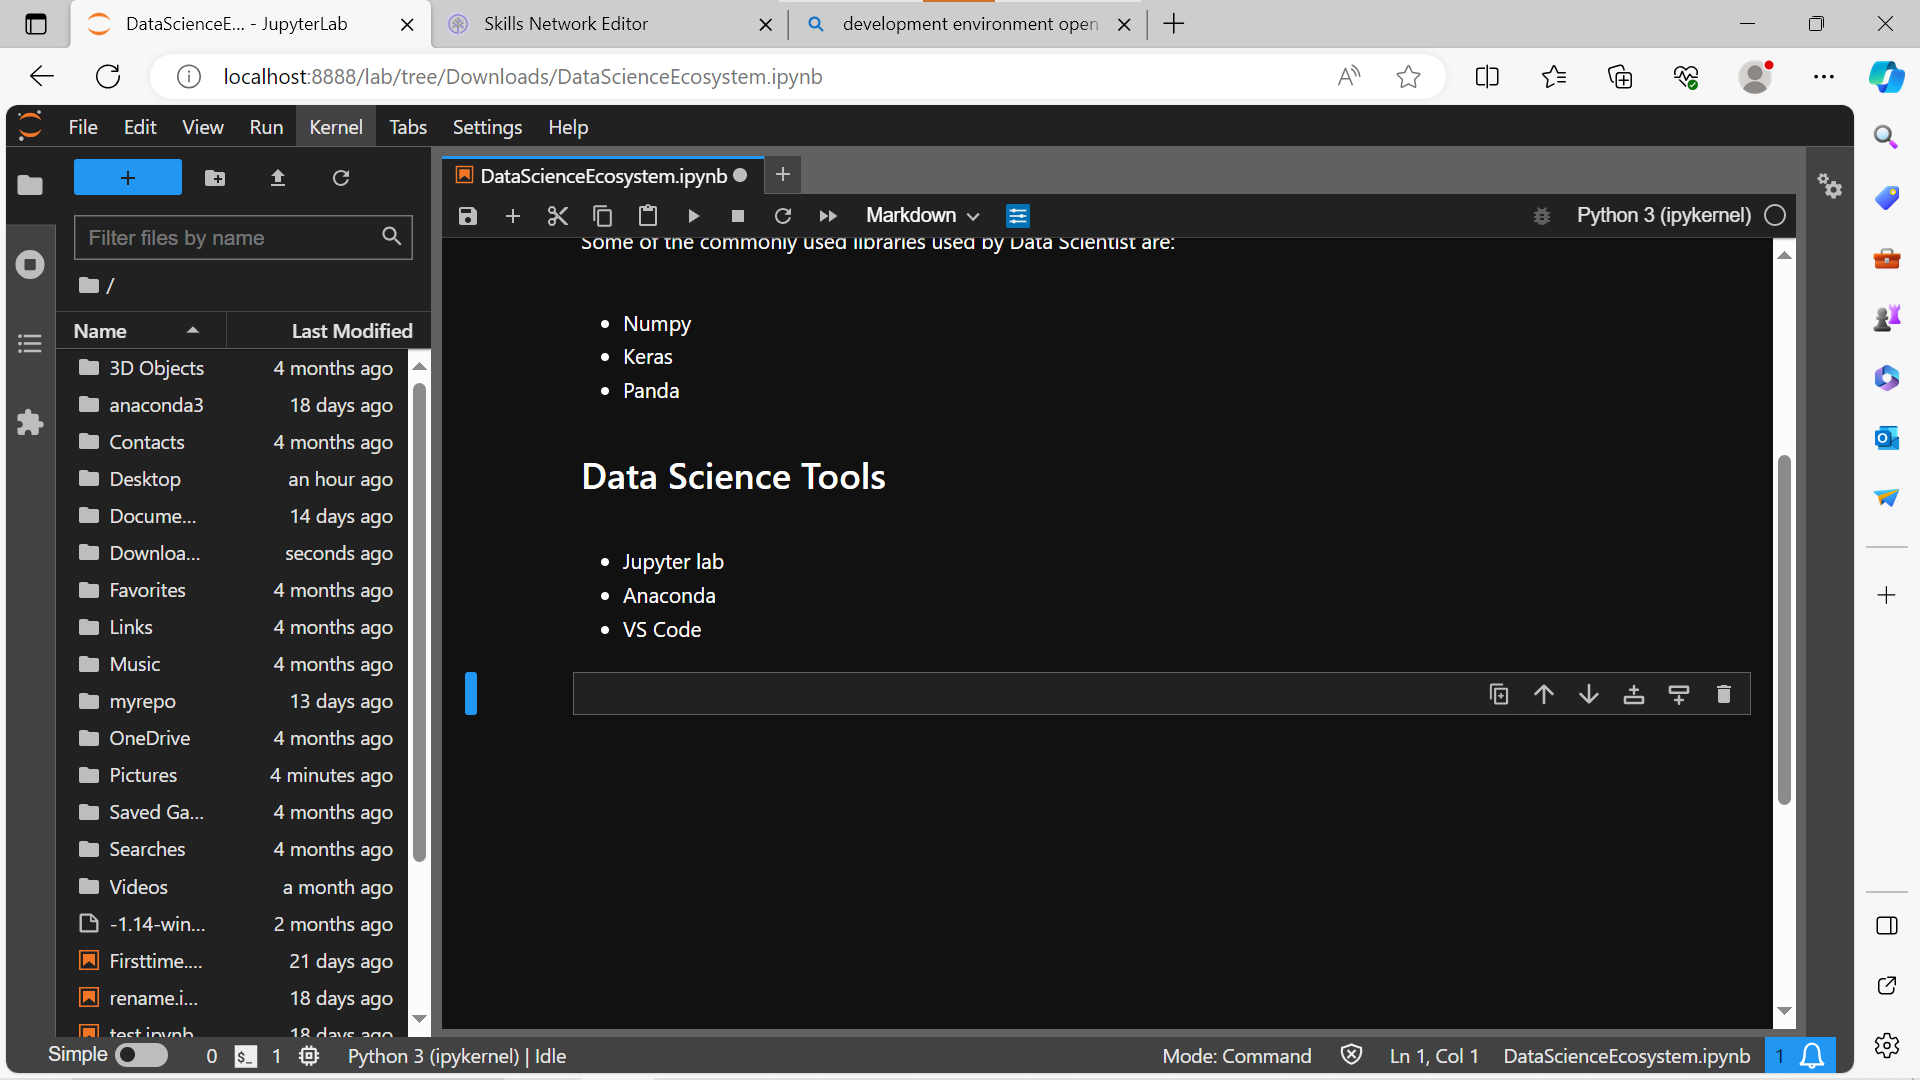 DataScienceE... - JupyterLab
Skills Network Editor
development environment open
localhost:8888/lab/tree/Downloads/DataScienceEcosystem.ipynb
File Edit View Run Kernel Tabs Settings Help
Filter files by name
/
Name Last Modified
3D Objects 4 months ago
anaconda3 18 days ago
Contacts 4 months ago
Desktop an hour ago
Docume... 14 days ago
Downloa... seconds ago
Favorites 4 months ago
Links 4 months ago
Music 4 months ago
myrepo 13 days ago
OneDrive 4 months ago
Pictures 4 minutes ago
Saved Ga... 4 months ago
Searches 4 months ago
Videos a month ago
-1.14-win... 2 months ago
Firsttime.... 21 days ago
rename.i... 18 days ago
test.ipynb 18 days ago
DataScienceEcosystem.ipynb
Markdown
Python 3 (ipykernel)
Some of the commonly used libraries used by Data Scientist are:
• Numpy
• Keras
• Panda
Data Science Tools
• Jupyter lab
• Anaconda
• VS Code
Simple 0 $_ 1 Python 3 (ipykernel) | Idle Mode: Command Ln 1, Col 1 DataScienceEcosystem.ipynb 1